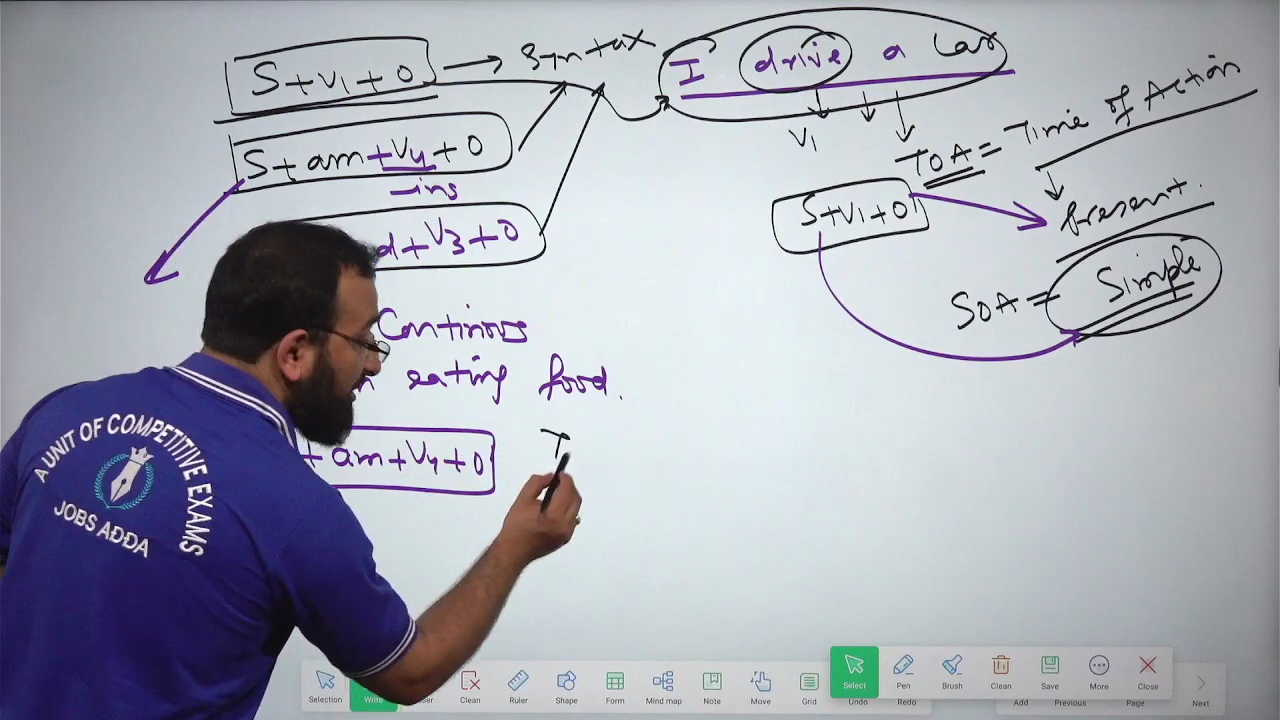 S+V1+O → Syntax
I drive a Car
S+am+V4+O
-ing
V1
TOA = Time of Action
d+V3+O
S+V1+O
Present.
SOA = Simple
Continous
eating food.
+ am+V4+O
T
A UNIT OF COMPETITIVE EXAMS
JOBS ADDA
Selection
Write
Clean
Ruler
Shape
Form
Mind map
Note
Move
Grid
Select
Pen
Brush
Clean
Save
More
Close
Undo
Redo
Add
Previous
Page
Next